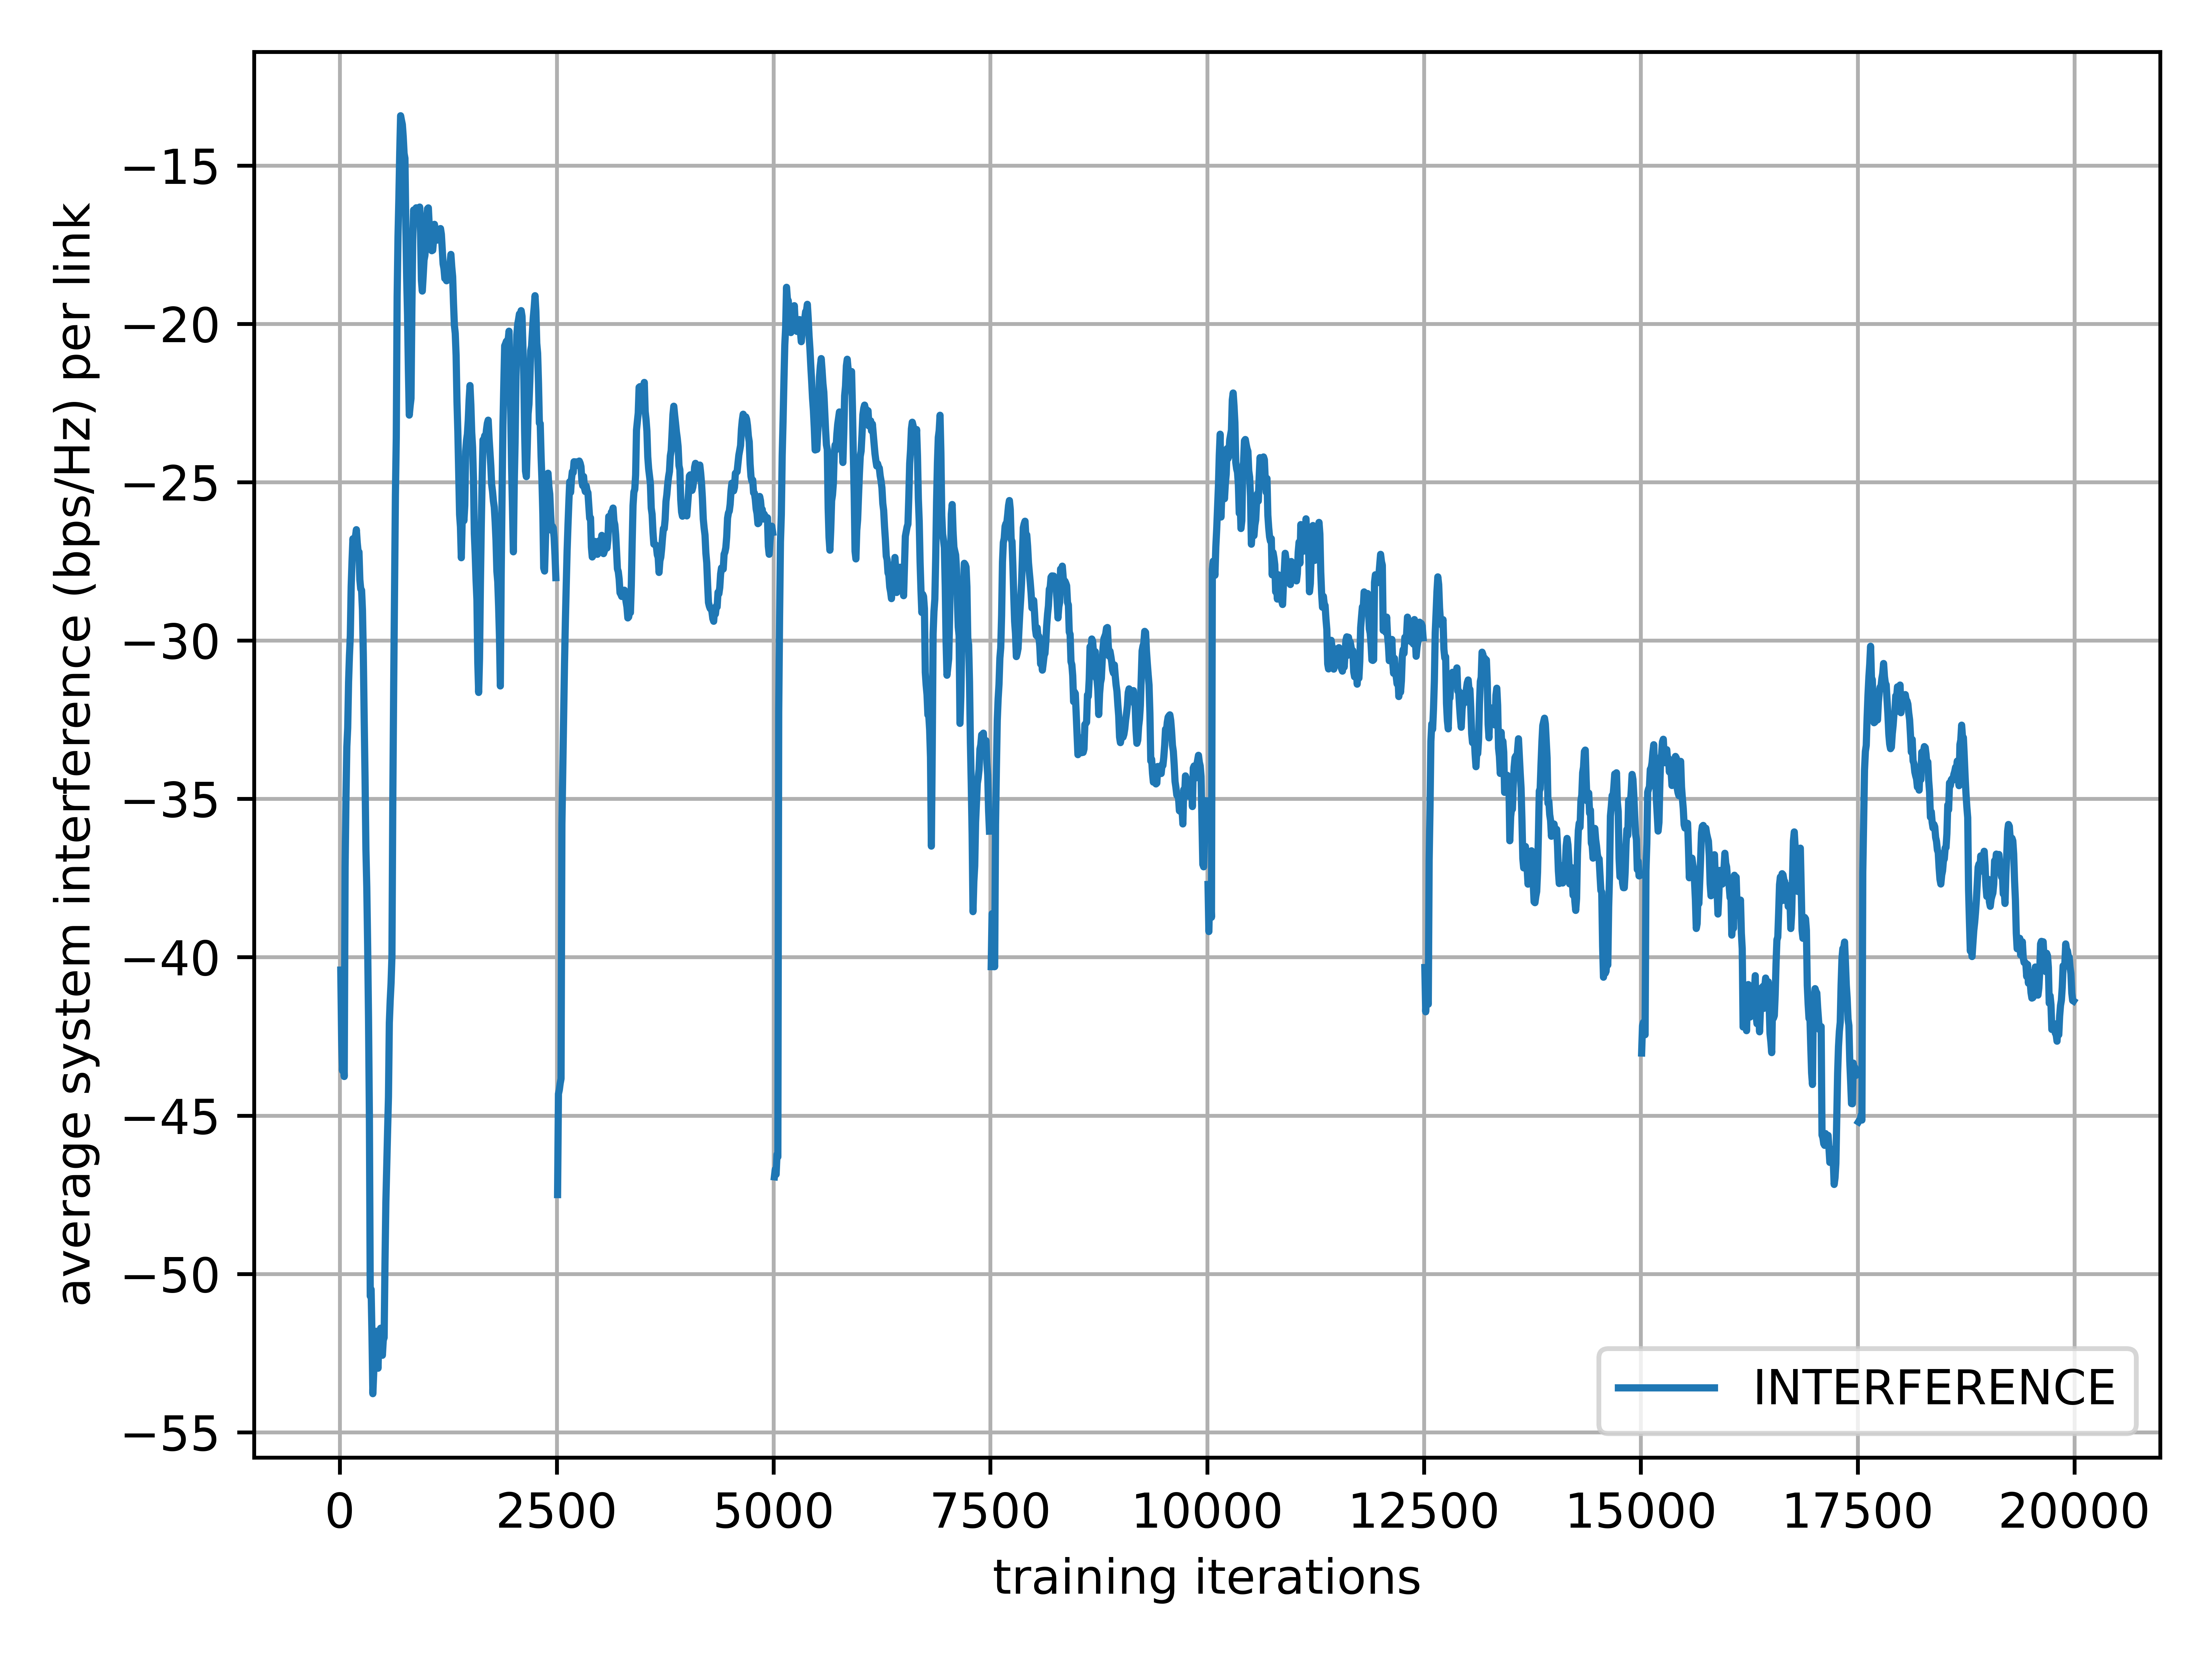 average system interference (bps/Hz) per link
−15
−20
−25
−30
−35
−40
−45
−50
−55
INTERFERENCE
0 2500 5000 7500 10000 12500 15000 17500 20000
training iterations